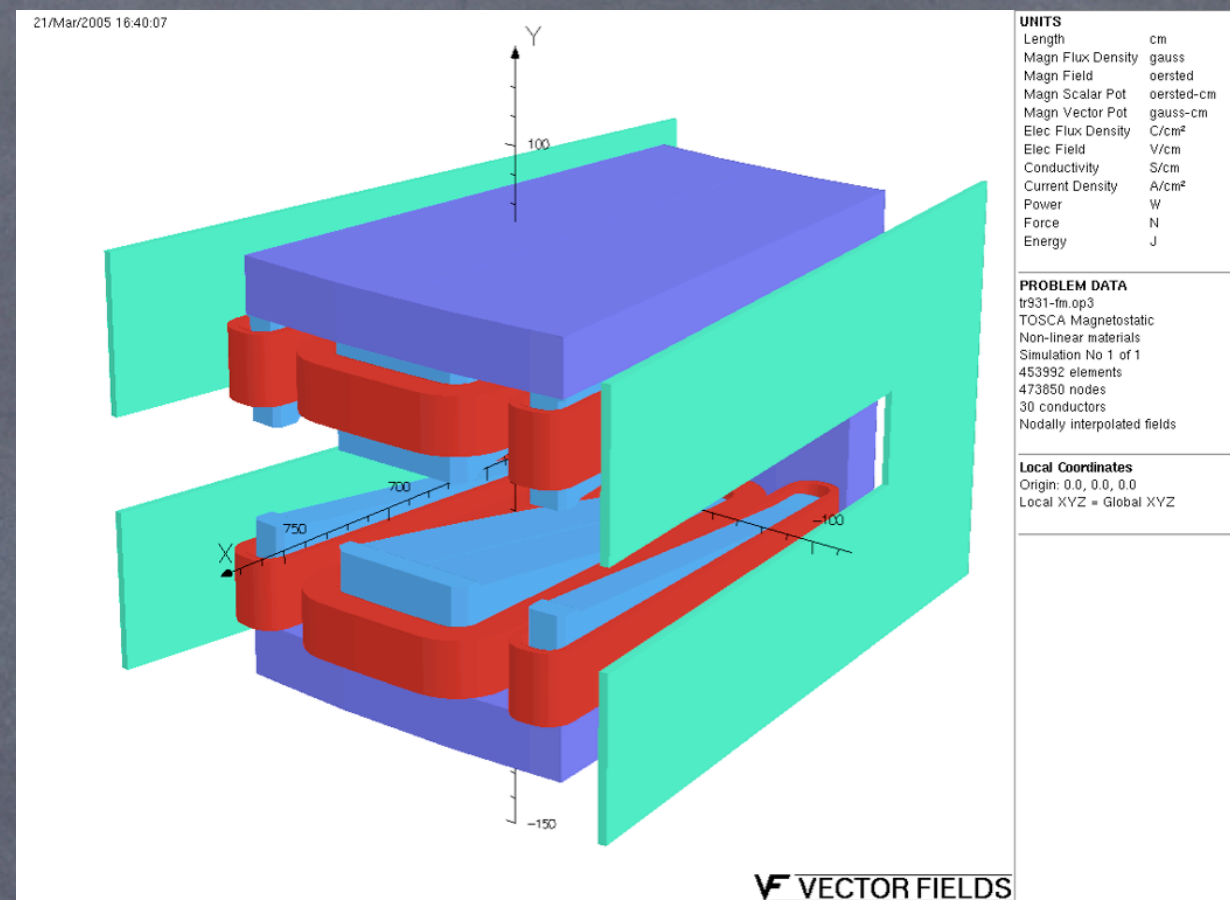 21/Mar/2005 16:40:07
Y
100
700
750
X
-100
-150
UNITS
Length cm
Magn Flux Density gauss
Magn Field oersted
Magn Scalar Pot oersted-cm
Magn Vector Pot gauss-cm
Elec Flux Density C/cm²
Elec Field V/cm
Conductivity S/cm
Current Density A/cm²
Power W
Force N
Energy J
PROBLEM DATA
tr931-fm.op3
TOSCA Magnetostatic
Non-linear materials
Simulation No 1 of 1
453992 elements
473850 nodes
30 conductors
Nodally interpolated fields
Local Coordinates
Origin: 0.0, 0.0, 0.0
Local XYZ = Global XYZ
VF VECTOR FIELDS